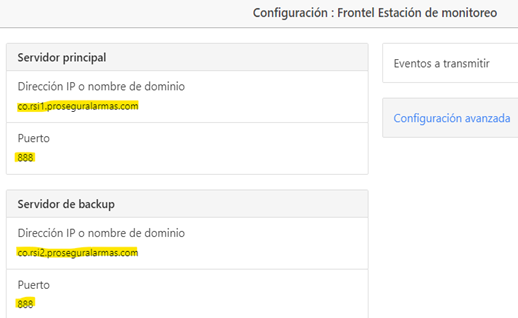 Configuración : Frontel Estación de monitoreo
Servidor principal
Dirección IP o nombre de dominio
co.rsi1.proseguralarmas.com
Puerto
888
Servidor de backup
Dirección IP o nombre de dominio
co.rsi2.proseguralarmas.com
Puerto
888
Eventos a transmitir
Configuración avanzada